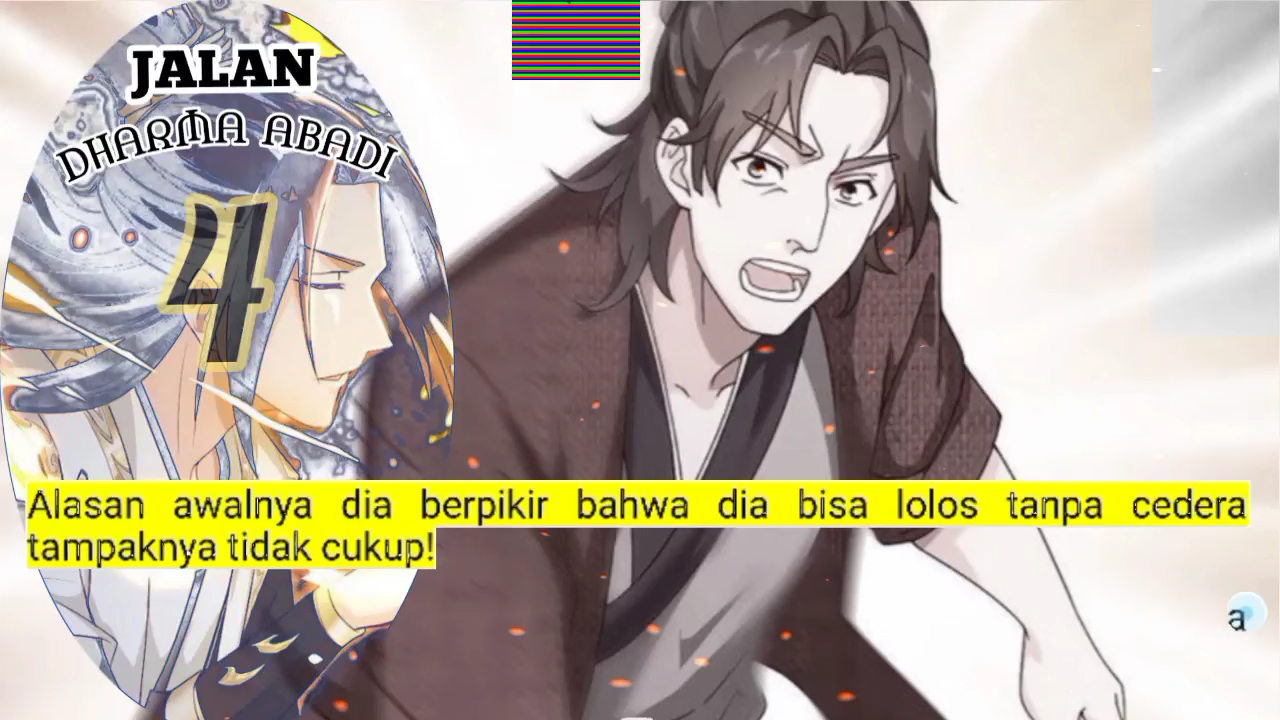 JALAN
DHARMA ABADI
4
Alasan awalnya dia berpikir bahwa dia bisa lolos tanpa cedera
tampaknya tidak cukup!
a